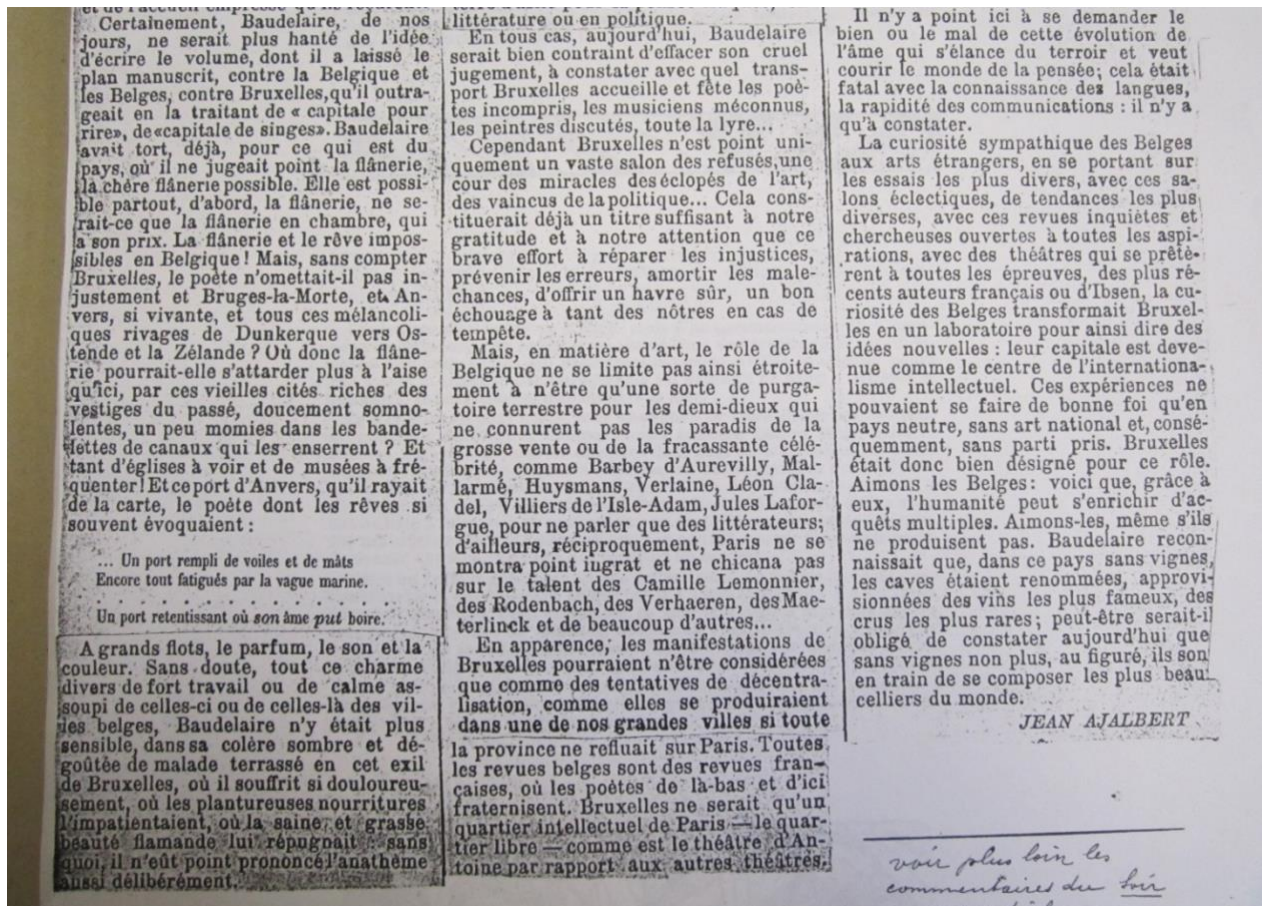 et de l'accueil empressé qu'ils
Certainement, Baudelaire, de nos
jours, ne serait plus hanté de l'idée
d'écrire le volume, dont il a laissé le
plan manuscrit, contre la Belgique et
les Belges, contre Bruxelles, qu'il outra-
geait en la traitant de « capitale pour
rire», de «capitale de singes». Baudelaire
avait tort, déjà, pour ce qui est du
pays, où il ne jugeait point la flânerie,
la chère flânerie possible. Elle est possi-
ble partout, d'abord, la flânerie, ne se-
rait-ce que la flânerie en chambre, qui
a son prix. La flânerie et le rêve impos-
sibles en Belgique ! Mais, sans compter
Bruxelles, le poète n'omettait-il pas in-
justement et Bruges-la-Morte, et An-
vers, si vivante, et tous ces mélancoli-
ques rivages de Dunkerque vers Os-
tende et la Zélande ? Où donc la flâne-
rie pourrait-elle s'attarder plus à l'aise
qu'ici, par ces vieilles cités riches des
vestiges du passé, doucement somno-
lentes, un peu momies dans les bande-
lettes de canaux qui les enserrent ? Et
tant d'églises à voir et de musées à fré-
quenter! Et ce port d'Anvers, qu'il rayait
de la carte, le poète dont les rêves si
souvent évoquaient :
... Un port rempli de voiles et de mâts
Encore tout fatigués par la vague marine.
. . . . . . . . . . . . . . . .
Un port retentissant où son âme put boire.
A grands flots, le parfum, le son et la
couleur. Sans doute, tout ce charme
divers de fort travail ou de calme as-
soupi de celles-ci ou de celles-là des vil-
les belges, Baudelaire n'y était plus
sensible, dans sa colère sombre et dé-
goûtée de malade terrassé en cet exil
de Bruxelles, où il souffrit si douloureu-
sement, où les plantureuses nourritures
l'impatientaient, où la saine et grasse
beauté flamande lui répugnait : sans
quoi, il n'eût point prononcé l'anathème
aussi délibérément.
littérature ou en politique.
En tous cas, aujourd'hui, Baudelaire
serait bien contraint d'effacer son cruel
jugement, à constater avec quel trans-
port Bruxelles accueille et fête les poè-
tes incompris, les musiciens méconnus,
les peintres discutés, toute la lyre...
Cependant Bruxelles n'est point uni-
quement un vaste salon des refusés, une
cour des miracles des éclopés de l'art,
des vaincus de la politique... Cela cons-
tituerait déjà un titre suffisant à notre
gratitude et à notre attention que ce
brave effort à réparer les injustices,
prévenir les erreurs, amortir les male-
chances, d'offrir un havre sûr, un bon
échouage à tant des nôtres en cas de
tempête.
Mais, en matière d'art, le rôle de la
Belgique ne se limite pas ainsi étroite-
ment à n'être qu'une sorte de purga-
toire terrestre pour les demi-dieux qui
ne connurent pas les paradis de la
grosse vente ou de la fracassante célé-
brité, comme Barbey d'Aurevilly, Mal-
larmé, Huysmans, Verlaine, Léon Cla-
del, Villiers de l'Isle-Adam, Jules Lafor-
gue, pour ne parler que des littérateurs;
d'ailleurs, réciproquement, Paris ne se
montra point ingrat et ne chicana pas
sur le talent des Camille Lemonnier,
des Rodenbach, des Verhaeren, des Mae-
terlinck et de beaucoup d'autres...
En apparence, les manifestations de
Bruxelles pourraient n'être considérées
que comme des tentatives de décentra-
lisation, comme elles se produiraient
dans une de nos grandes villes si toute
la province ne refluait sur Paris. Toutes
les revues belges sont des revues fran-
çaises, où les poètes de là-bas et d'ici
fraternisent. Bruxelles ne serait qu'un
quartier intellectuel de Paris — le quar-
tier libre — comme est le théâtre d'An-
toine par rapport aux autres théâtres.
Il n'y a point ici à se demander le
bien ou le mal de cette évolution de
l'âme qui s'élance du terroir et veut
courir le monde de la pensée; cela était
fatal avec la connaissance des langues,
la rapidité des communications : il n'y a
qu'à constater.
La curiosité sympathique des Belges
aux arts étrangers, en se portant sur
les essais les plus divers, avec ces sa-
lons éclectiques, de tendances les plus
diverses, avec ces revues inquiètes et
chercheuses ouvertes à toutes les aspi-
rations, avec des théâtres qui se prêtè-
rent à toutes les épreuves, des plus ré-
cents auteurs français ou d'Ibsen, la cu-
riosité des Belges transformait Bruxel-
les en un laboratoire pour ainsi dire des
idées nouvelles : leur capitale est deve-
nue comme le centre de l'internationa-
lisme intellectuel. Ces expériences ne
pouvaient se faire de bonne foi qu'en
pays neutre, sans art national et, consé-
quemment, sans parti pris. Bruxelles
était donc bien désigné pour ce rôle.
Aimons les Belges : voici que, grâce à
eux, l'humanité peut s'enrichir d'ac-
quêts multiples. Aimons-les, même s'ils
ne produisent pas. Baudelaire recon-
naissait que, dans ce pays sans vignes,
les caves étaient renommées, approvi-
sionnées des vins les plus fameux, des
crus les plus rares; peut-être serait-il
obligé de constater aujourd'hui que
sans vignes non plus, au figuré, ils son
en train de se composer les plus beau
celliers du monde.
JEAN AJALBERT
voir plus loin les
commentaires du Soir